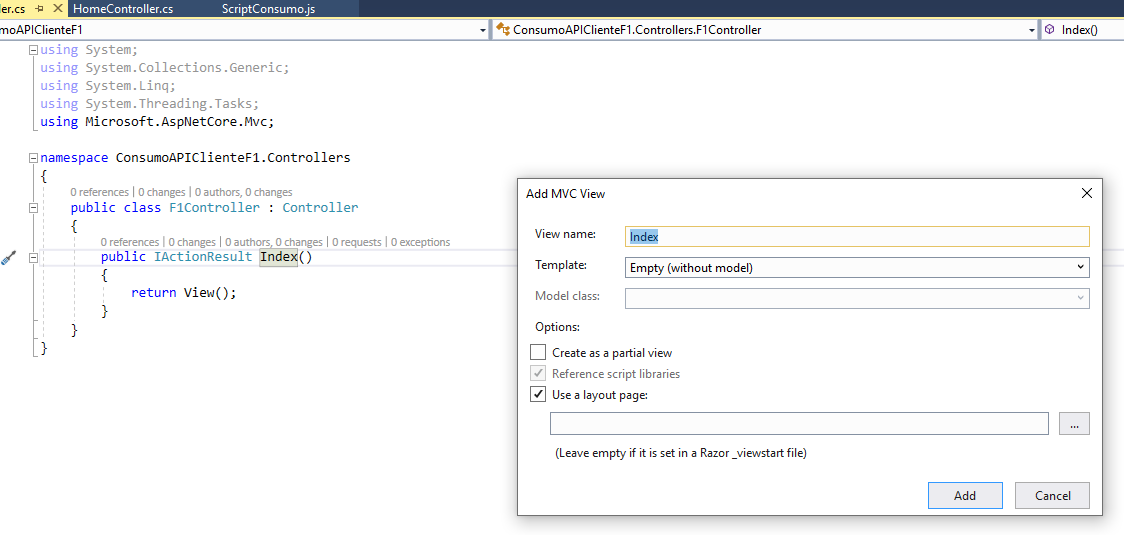 ler.cs HomeController.cs ScriptConsumo.js
moAPIClienteF1 ConsumoAPIClienteF1.Controllers.F1Controller Index()
using System;
using System.Collections.Generic;
using System.Linq;
using System.Threading.Tasks;
using Microsoft.AspNetCore.Mvc;
namespace ConsumoAPIClienteF1.Controllers
{
0 references | 0 changes | 0 authors, 0 changes
public class F1Controller : Controller
{
0 references | 0 changes | 0 authors, 0 changes | 0 requests | 0 exceptions
public IActionResult Index()
{
return View();
}
}
}
Add MVC View
View name: Index
Template: Empty (without model)
Model class:
Options:
Create as a partial view
Reference script libraries
Use a layout page:
...
(Leave empty if it is set in a Razor _viewstart file)
Add Cancel